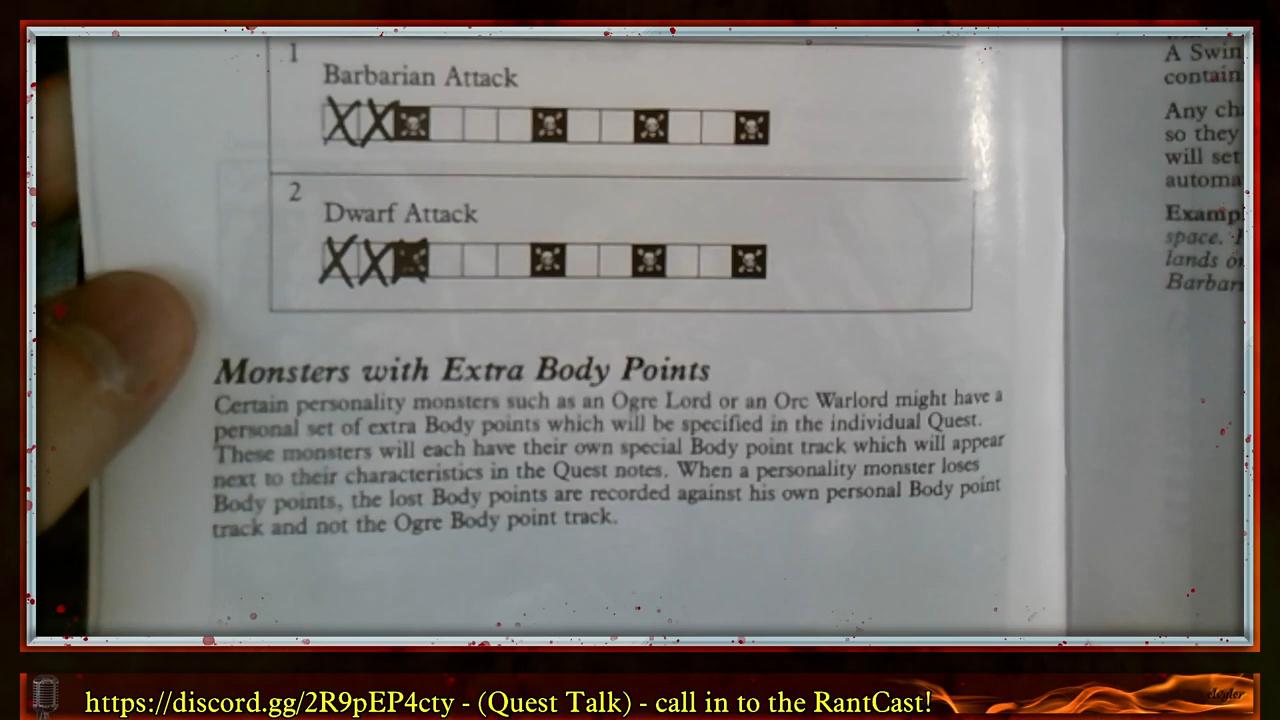 1
Barbarian Attack
XX
2
Dwarf Attack
XXX
Monsters with Extra Body Points
Certain personality monsters such as an Ogre Lord or an Orc Warlord might have a
personal set of extra Body points which will be specified in the individual Quest.
These monsters will each have their own special Body point track which will appear
next to their characteristics in the Quest notes. When a personality monster loses
Body points, the lost Body points are recorded against his own personal Body point
track and not the Ogre Body point track.
A Swin
contain
Any ch
so they
will set
automa
Examp
space.
lands o
Barbar
https://discord.gg/2R9pEP4cty - (Quest Talk) - call in to the RantCast!